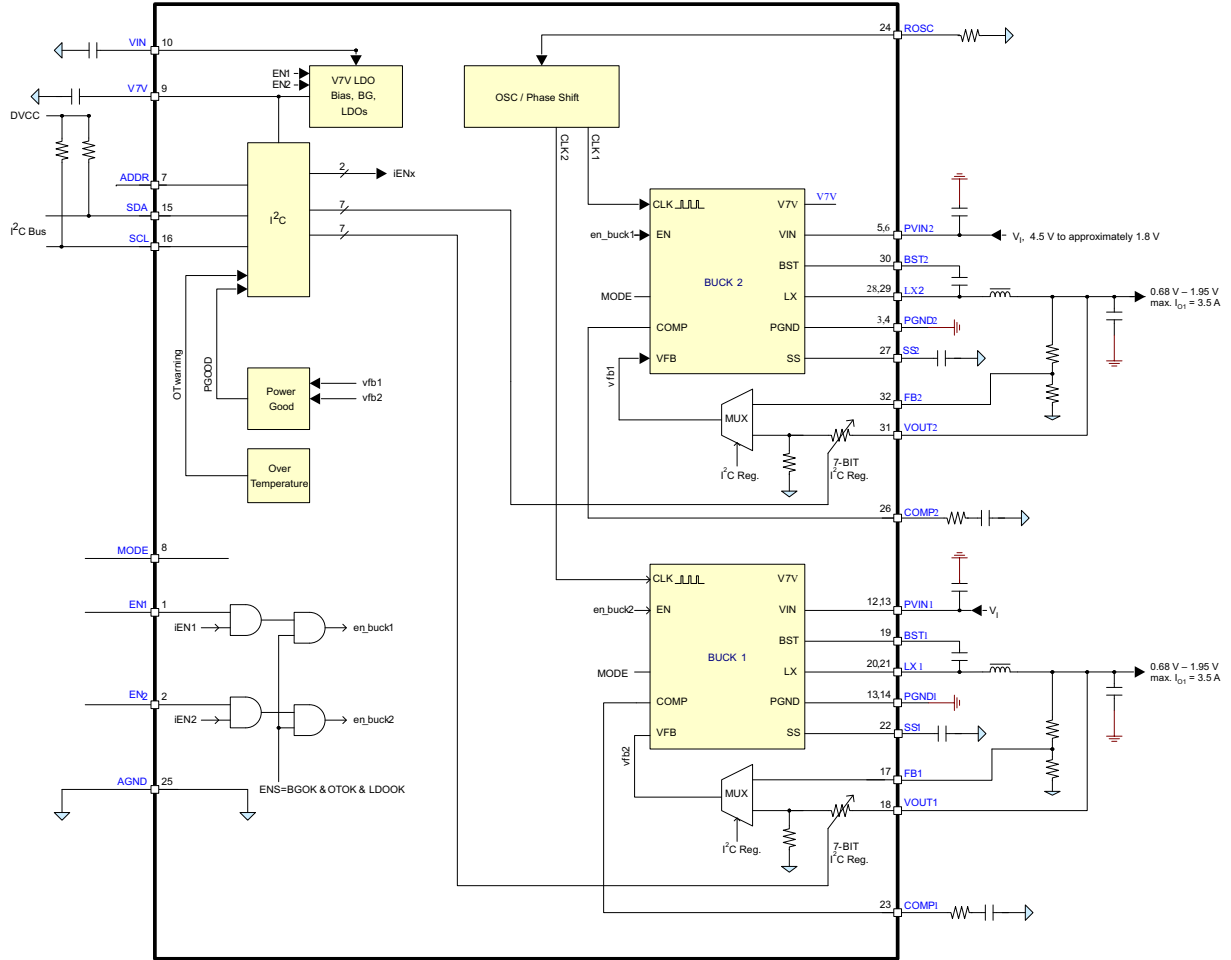 24 ROSC
VIN 10
EN1
EN2
V7V LDO
Bias, BG,
LDOs
V7V 9
OSC / Phase Shift
DVCC
CLK2
CLK1
I2C
2
iENx
7
7
ADDR 7
SDA 15
I2C Bus
SCL 16
OTwarning
PGOOD
Power
Good
vfb1
vfb2
Over
Temperature
CLK
V7V
V7V
en_buck1
EN
VIN
5,6 PVIN2
VI, 4.5 V to approximately 1.8 V
BST
30 BST2
BUCK 2
MODE
LX
28,29 LX2
0.68 V – 1.95 V
max. IO1 = 3.5 A
COMP
PGND
3,4 PGND2
VFB
SS
27 SS2
vfb1
32 FB2
MUX
31 VOUT2
I2C Reg.
7-BIT
I2C Reg.
26 COMP2
MODE 8
EN1 1
iEN1
en_buck1
EN2 2
iEN2
en_buck2
AGND 25
ENS=BGOK & OTOK & LDOOK
CLK
V7V
en_buck2
EN
VIN
12,13 PVIN1
VI
BST
19 BST1
BUCK 1
MODE
LX
20,21 LX1
0.68 V – 1.95 V
max. IO1 = 3.5 A
COMP
PGND
13,14 PGND1
VFB
SS
22 SS1
vfb2
17 FB1
MUX
18 VOUT1
I2C Reg.
7-BIT
I2C Reg.
23 COMP1